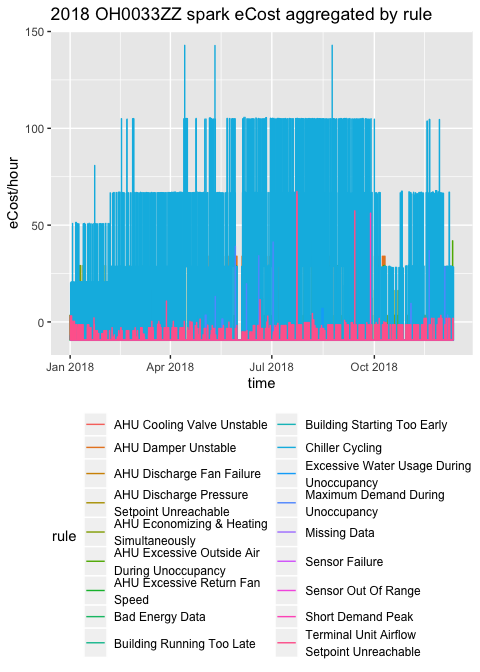 2018 OH0033ZZ spark eCost aggregated by rule
150
100
50
0
eCost/hour
Jan 2018 Apr 2018 Jul 2018 Oct 2018
time
rule
AHU Cooling Valve Unstable
AHU Damper Unstable
AHU Discharge Fan Failure
AHU Discharge Pressure
Setpoint Unreachable
AHU Economizing & Heating
Simultaneously
AHU Excessive Outside Air
During Unoccupancy
AHU Excessive Return Fan
Speed
Bad Energy Data
Building Running Too Late
Building Starting Too Early
Chiller Cycling
Excessive Water Usage During
Unoccupancy
Maximum Demand During
Unoccupancy
Missing Data
Sensor Failure
Sensor Out Of Range
Short Demand Peak
Terminal Unit Airflow
Setpoint Unreachable